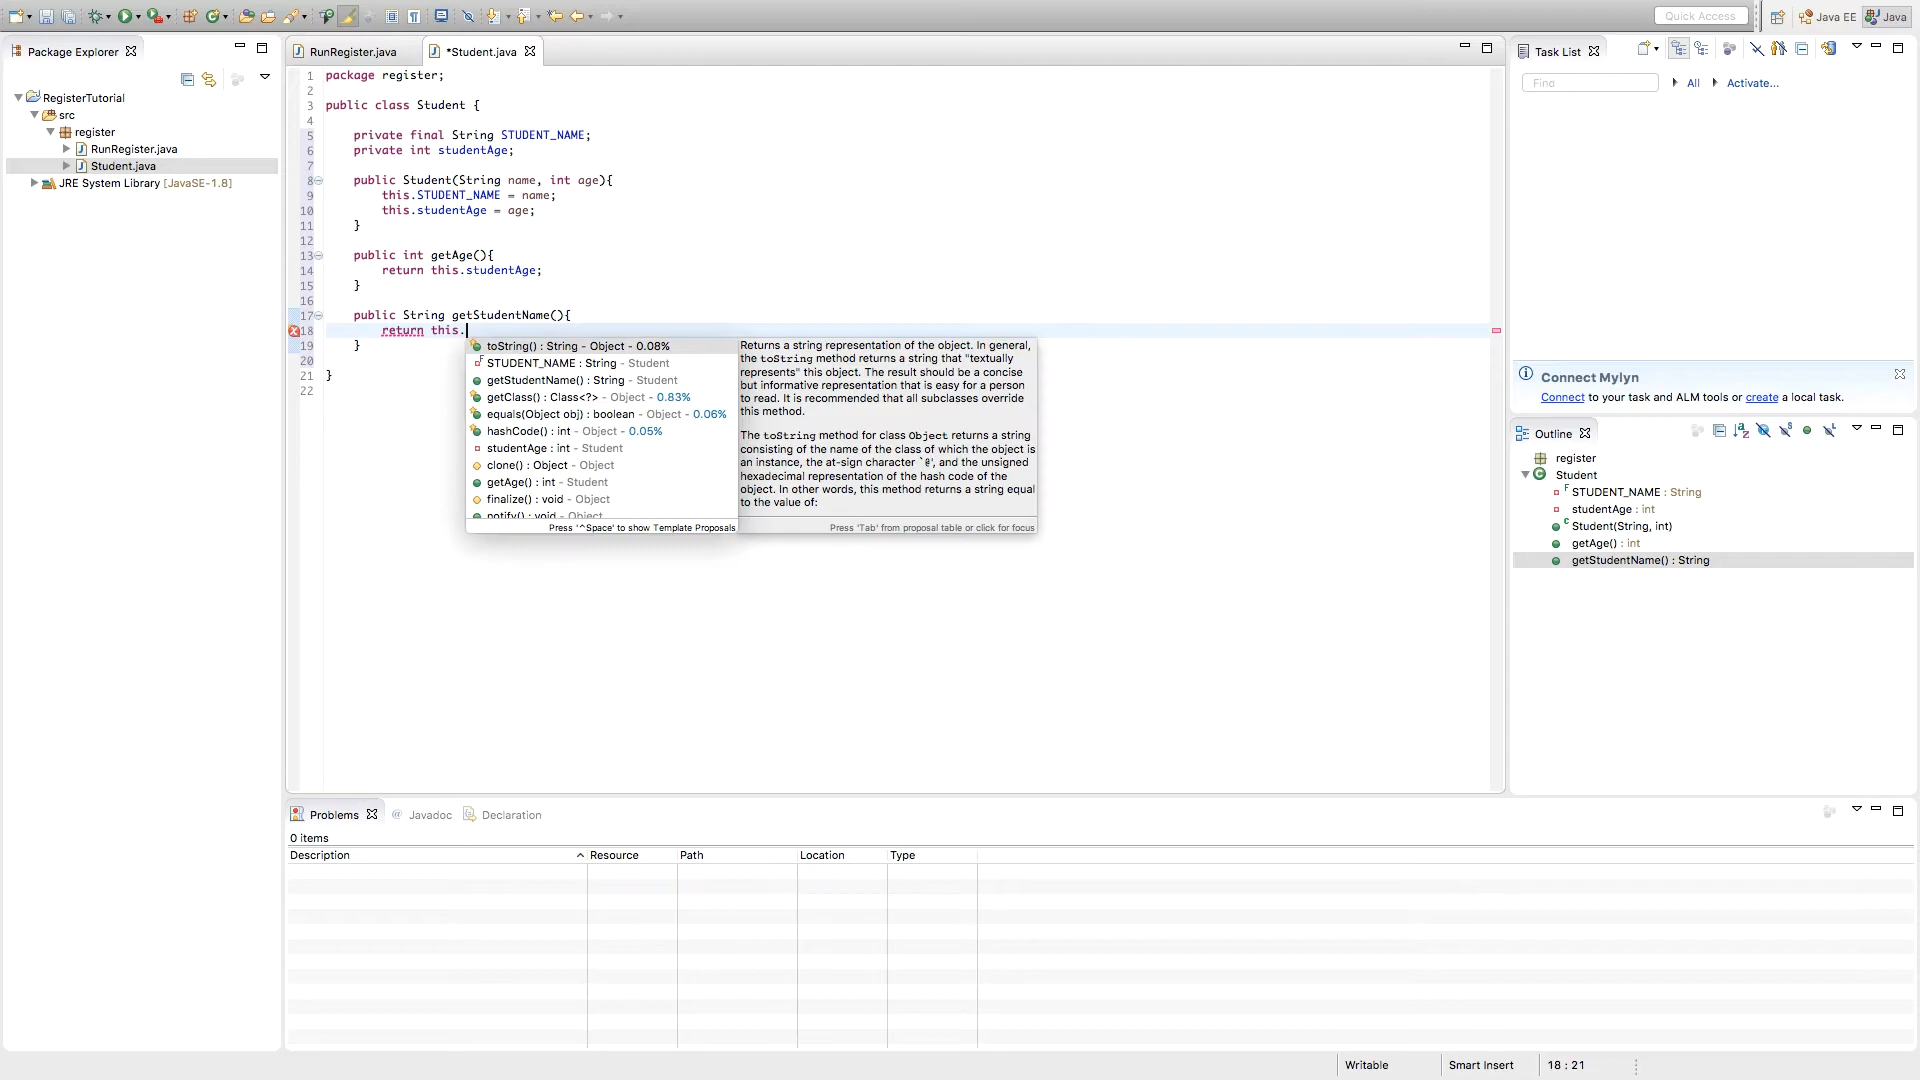 Quick Access
Java EE
Java
Package Explorer
RegisterTutorial
src
register
RunRegister.java
Student.java
JRE System Library [JavaSE-1.8]
RunRegister.java
*Student.java
1 package register;
2
3 public class Student {
4
5 private final String STUDENT_NAME;
6 private int studentAge;
7
8 public Student(String name, int age){
9 this.STUDENT_NAME = name;
10 this.studentAge = age;
11 }
12
13 public int getAge(){
14 return this.studentAge;
15 }
16
17 public String getStudentName(){
18 return this.
19 }
20
21 }
22
toString() : String - Object - 0.08%
STUDENT_NAME : String - Student
getStudentName() : String - Student
getClass() : Class<?> - Object - 0.83%
equals(Object obj) : boolean - Object - 0.06%
hashCode() : int - Object - 0.05%
studentAge : int - Student
clone() : Object - Object
getAge() : int - Student
finalize() : void - Object
notify() : void - Object
Press '^Space' to show Template Proposals
Returns a string representation of the object. In general,
the toString method returns a string that "textually
represents" this object. The result should be a concise
but informative representation that is easy for a person
to read. It is recommended that all subclasses override
this method.
The toString method for class Object returns a string
consisting of the name of the class of which the object is
an instance, the at-sign character `@', and the unsigned
hexadecimal representation of the hash code of the
object. In other words, this method returns a string equal
to the value of:
Press 'Tab' from proposal table or click for focus
Task List
Find
All
Activate...
Connect Mylyn
Connect to your task and ALM tools or create a local task.
Outline
register
Student
STUDENT_NAME : String
studentAge : int
Student(String, int)
getAge() : int
getStudentName() : String
Problems
@ Javadoc
Declaration
0 items
Description
Resource
Path
Location
Type
Writable
Smart Insert
18 : 21